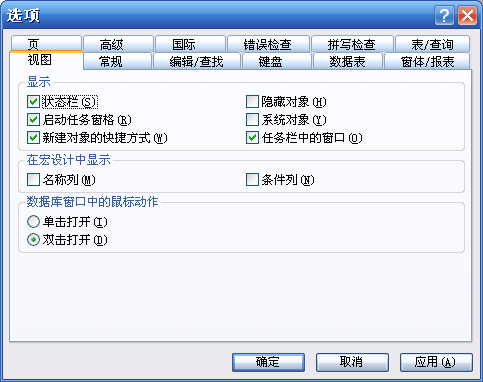 选项
页 高级 国际 错误检查 拼写检查 表/查询
视图 常规 编辑/查找 键盘 数据表 窗体/报表
显示
状态栏(S) 隐藏对象(H)
启动任务窗格(R) 系统对象(Y)
新建对象的快捷方式(W) 任务栏中的窗口(O)
在宏设计中显示
名称列(M) 条件列(N)
数据库窗口中的鼠标动作
单击打开(I)
双击打开(D)
确定 取消 应用(A)